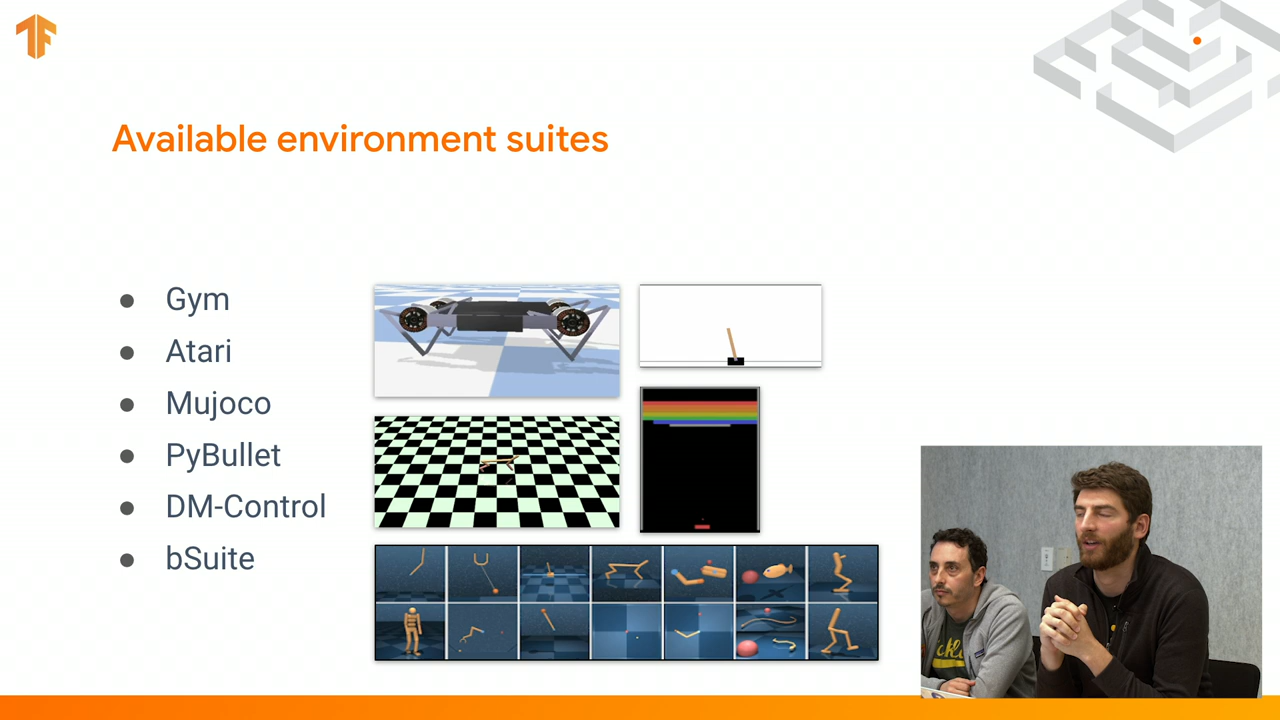 Available environment suites
Gym
Atari
Mujoco
PyBullet
DM-Control
bSuite